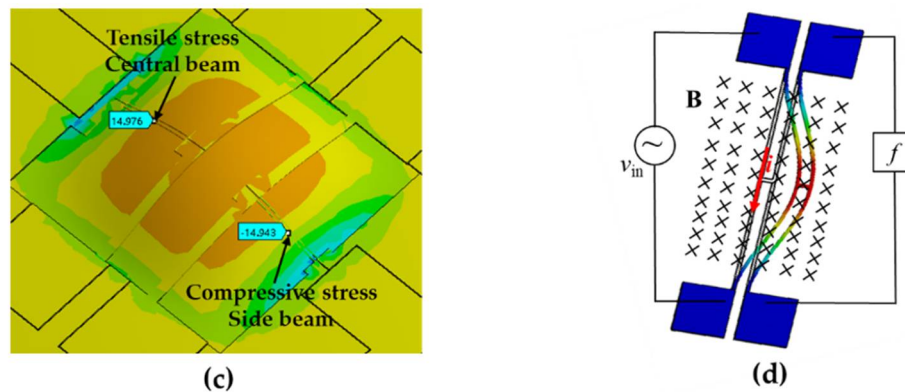 Tensile stress
Central beam
14.976
-14.943
Compressive stress
Side beam
(c)
B
i
v_in
f
(d)